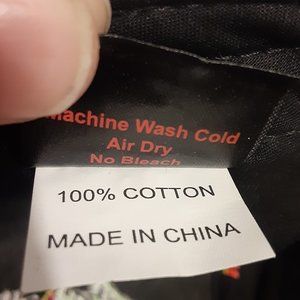 Machine Wash Cold
Air Dry
No Bleach
100% COTTON
MADE IN CHINA